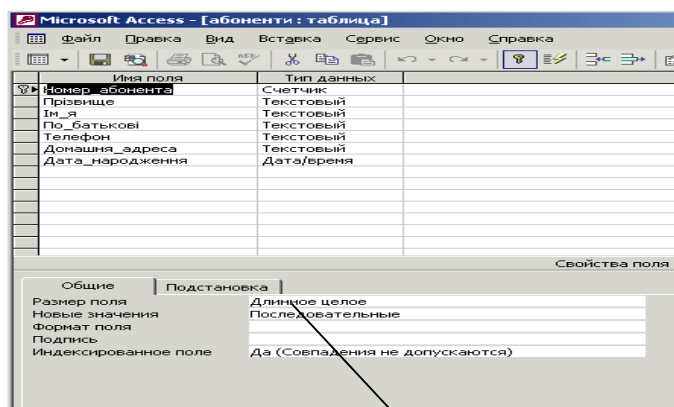 Microsoft Access - [абоненти : таблица]
Файл Правка Вид Вставка Сервис Окно Справка
Имя поля Тип данных
Номер_абонента Счетчик
Прізвище Текстовый
Ім_я Текстовый
По_батькові Текстовый
Телефон Текстовый
Домашня_адреса Текстовый
Дата_народження Дата/время
Свойства поля
Общие Подстановка
Размер поля Длинное целое
Новые значения Последовательные
Формат поля
Подпись
Индексированное поле Да (Совпадения не допускаются)